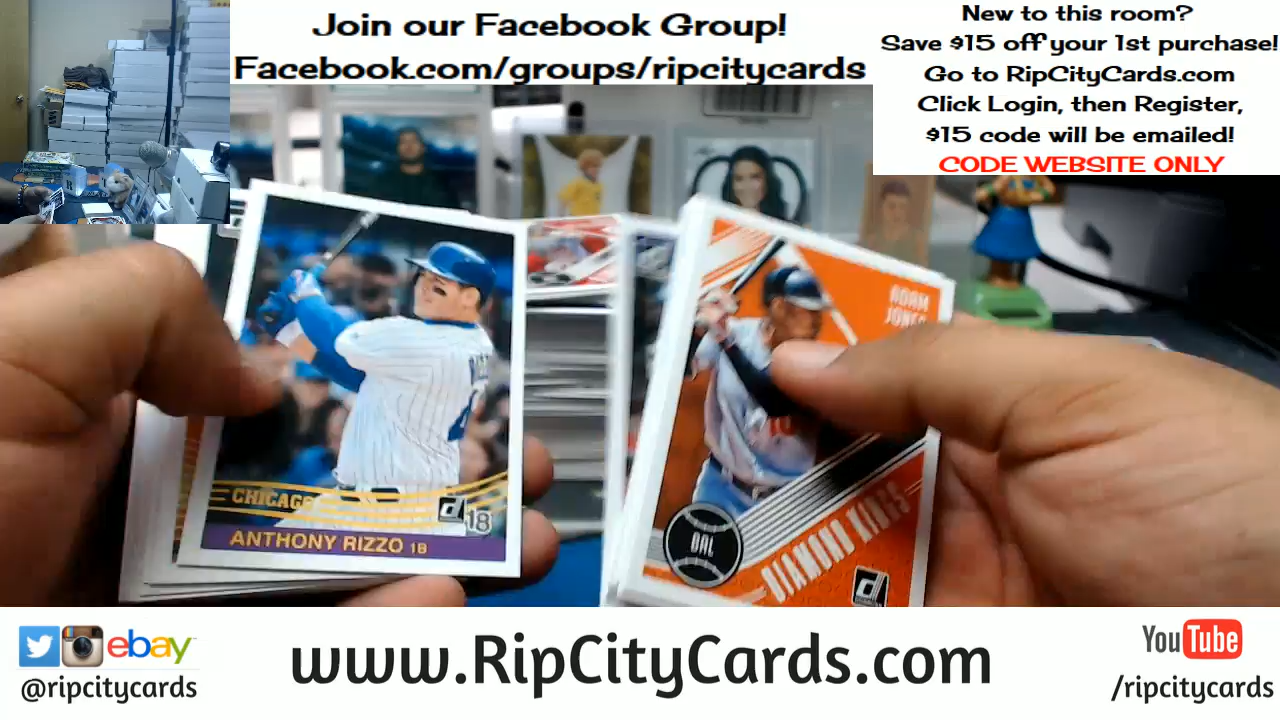 Join our Facebook Group!
Facebook.com/groups/ripcitycards
New to this room?
Save $15 off your 1st purchase!
Go to RipCityCards.com
Click Login, then Register,
$15 code will be emailed!
CODE WEBSITE ONLY
CHICAGO
18
ANTHONY RIZZO 1B
ADAM
JONES
BAL
DIAMOND KINGS
ebay
@ripcitycards
www.RipCityCards.com
YouTube
/ripcitycards